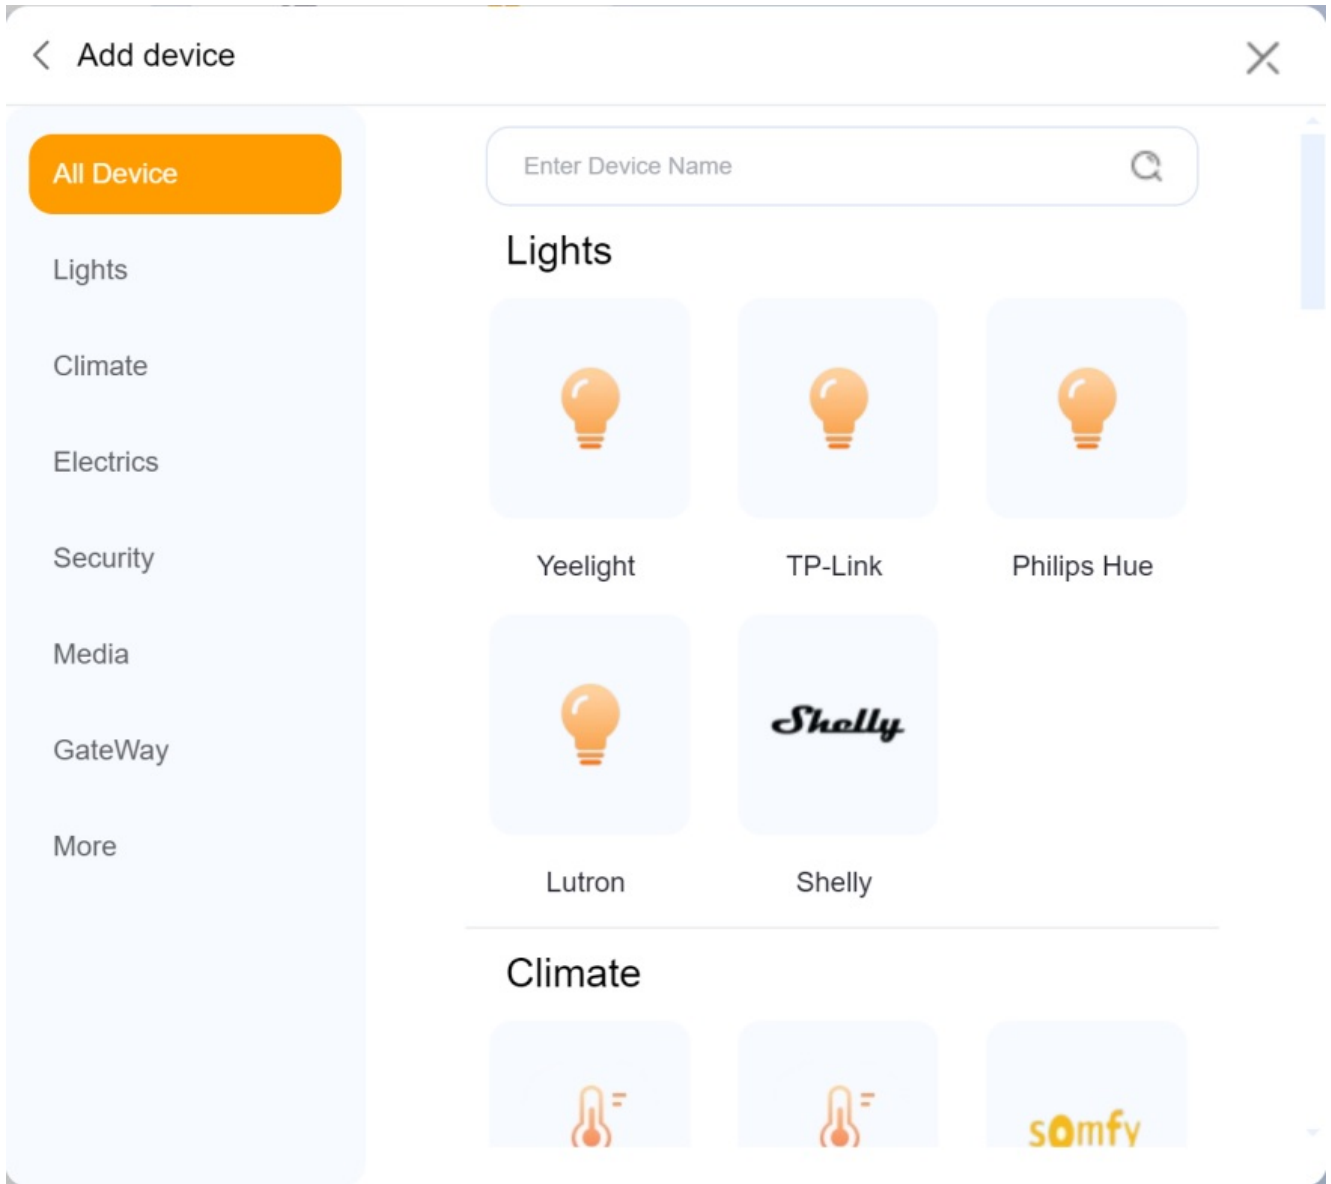 Add device
All Device
Lights
Climate
Electrics
Security
Media
GateWay
More
Enter Device Name
Lights
Yeelight TP-Link Philips Hue
Shelly
Lutron Shelly
Climate
somfy